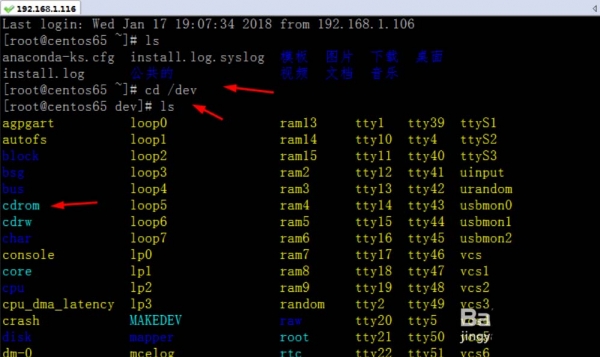 192.168.1.116
Last login: Wed Jan 17 19:07:34 2018 from 192.168.1.106
[root@centos65 ~]# ls
anaconda-ks.cfg install.log.syslog 模板 图片 下载 桌面
install.log 公共的 视频 文档 音乐
[root@centos65 ~]# cd /dev
[root@centos65 dev]# ls
agpgart loop0 ram13 tty1 tty39 ttyS1
autofs loop1 ram14 tty10 tty4 ttyS2
block loop2 ram15 tty11 tty40 ttyS3
bsg loop3 ram2 tty12 tty41 uinput
bus loop4 ram3 tty13 tty42 urandom
cdrom loop5 ram4 tty14 tty43 usbmon0
cdrw loop6 ram5 tty15 tty44 usbmon1
char loop7 ram6 tty16 tty45 usbmon2
console lp0 ram7 tty17 tty46 vcs
core lp1 ram8 tty18 tty47 vcs1
cpu lp2 ram9 tty19 tty48 vcs2
cpu_dma_latency lp3 random tty2 tty49 vcs3
crash MAKEDEV raw tty20 tty5
disk mapper root tty21 tty50
dm-0 mcelog rtc tty22 tty51 vcs6
Ba
jingy